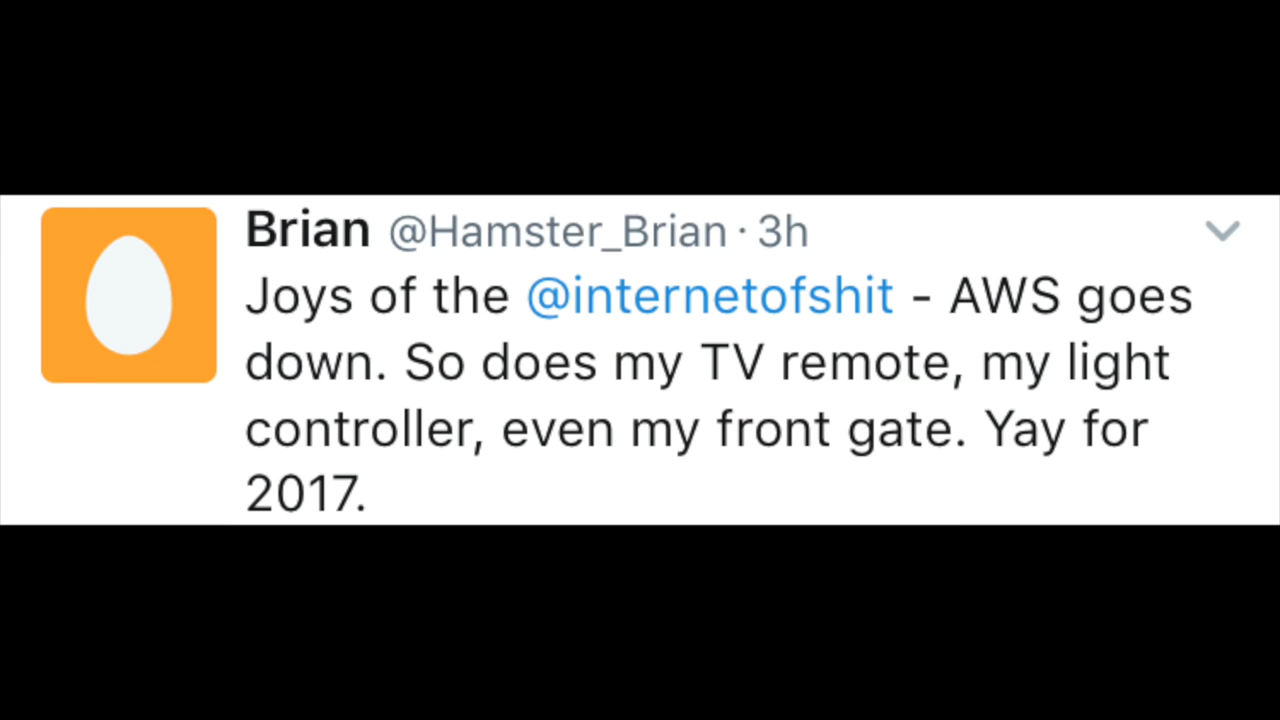 Brian @Hamster_Brian · 3h
Joys of the @internetofshit - AWS goes
down. So does my TV remote, my light
controller, even my front gate. Yay for
2017.